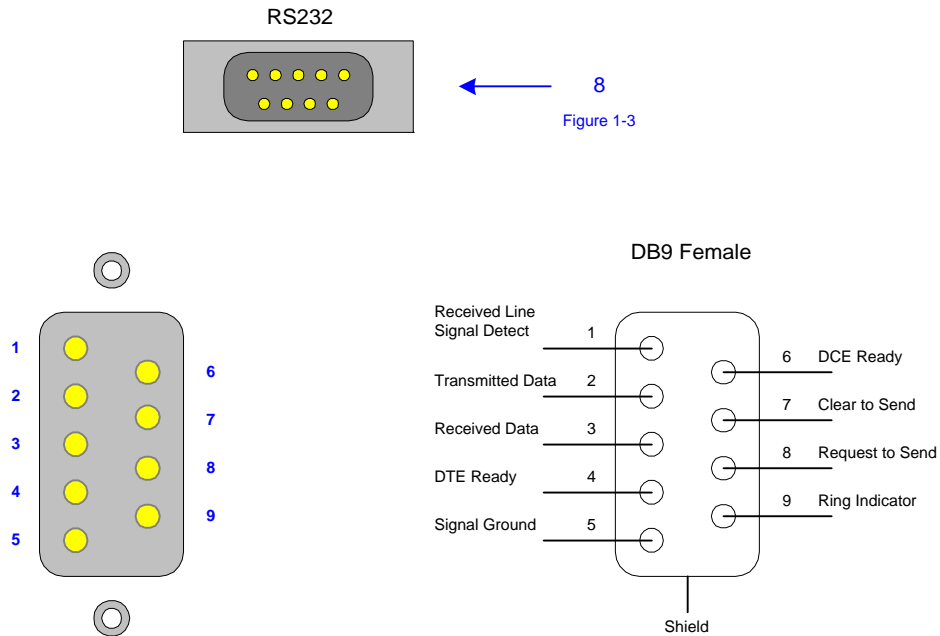 RS232
8
Figure 1-3
1
2
3
4
5
6
7
8
9
DB9 Female
Received Line
Signal Detect 1
Transmitted Data 2
Received Data 3
DTE Ready 4
Signal Ground 5
6 DCE Ready
7 Clear to Send
8 Request to Send
9 Ring Indicator
Shield